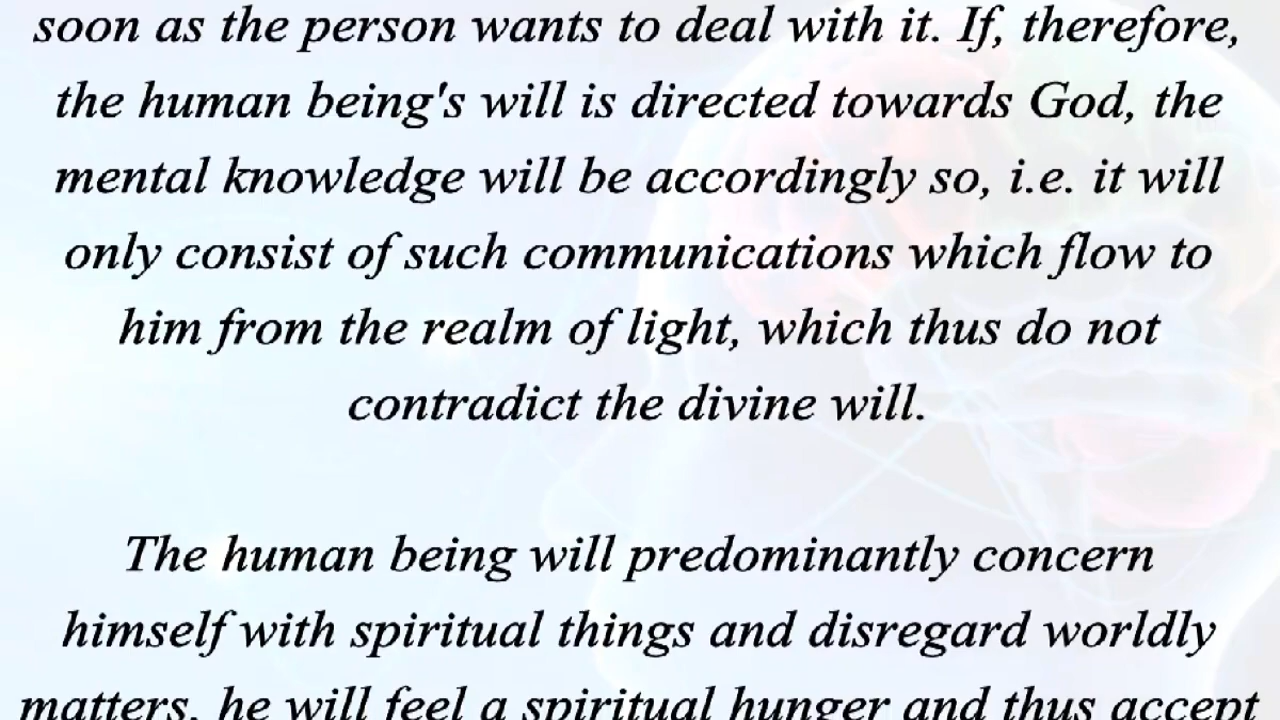 soon as the person wants to deal with it. If, therefore,
the human being's will is directed towards God, the
mental knowledge will be accordingly so, i.e. it will
only consist of such communications which flow to
him from the realm of light, which thus do not
contradict the divine will.
The human being will predominantly concern
himself with spiritual things and disregard worldly
matters, he will feel a spiritual hunger and thus accept